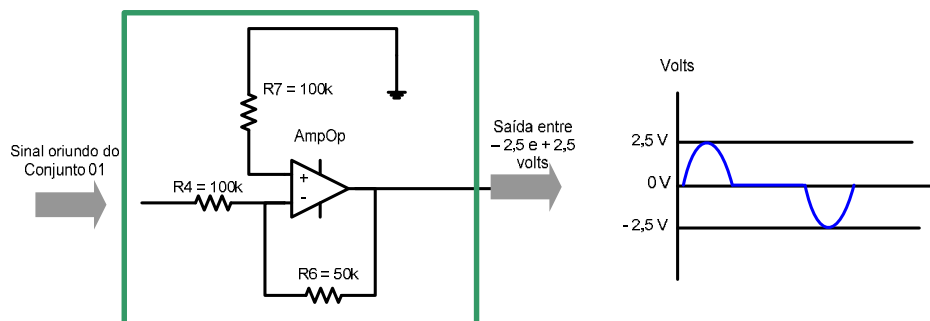 R7 = 100k
AmpOp
+
-
Sinal oriundo do
Conjunto 01
R4 = 100k
R6 = 50k
Saída entre
– 2,5 e + 2,5
volts
Volts
2,5 V
0 V
- 2,5 V